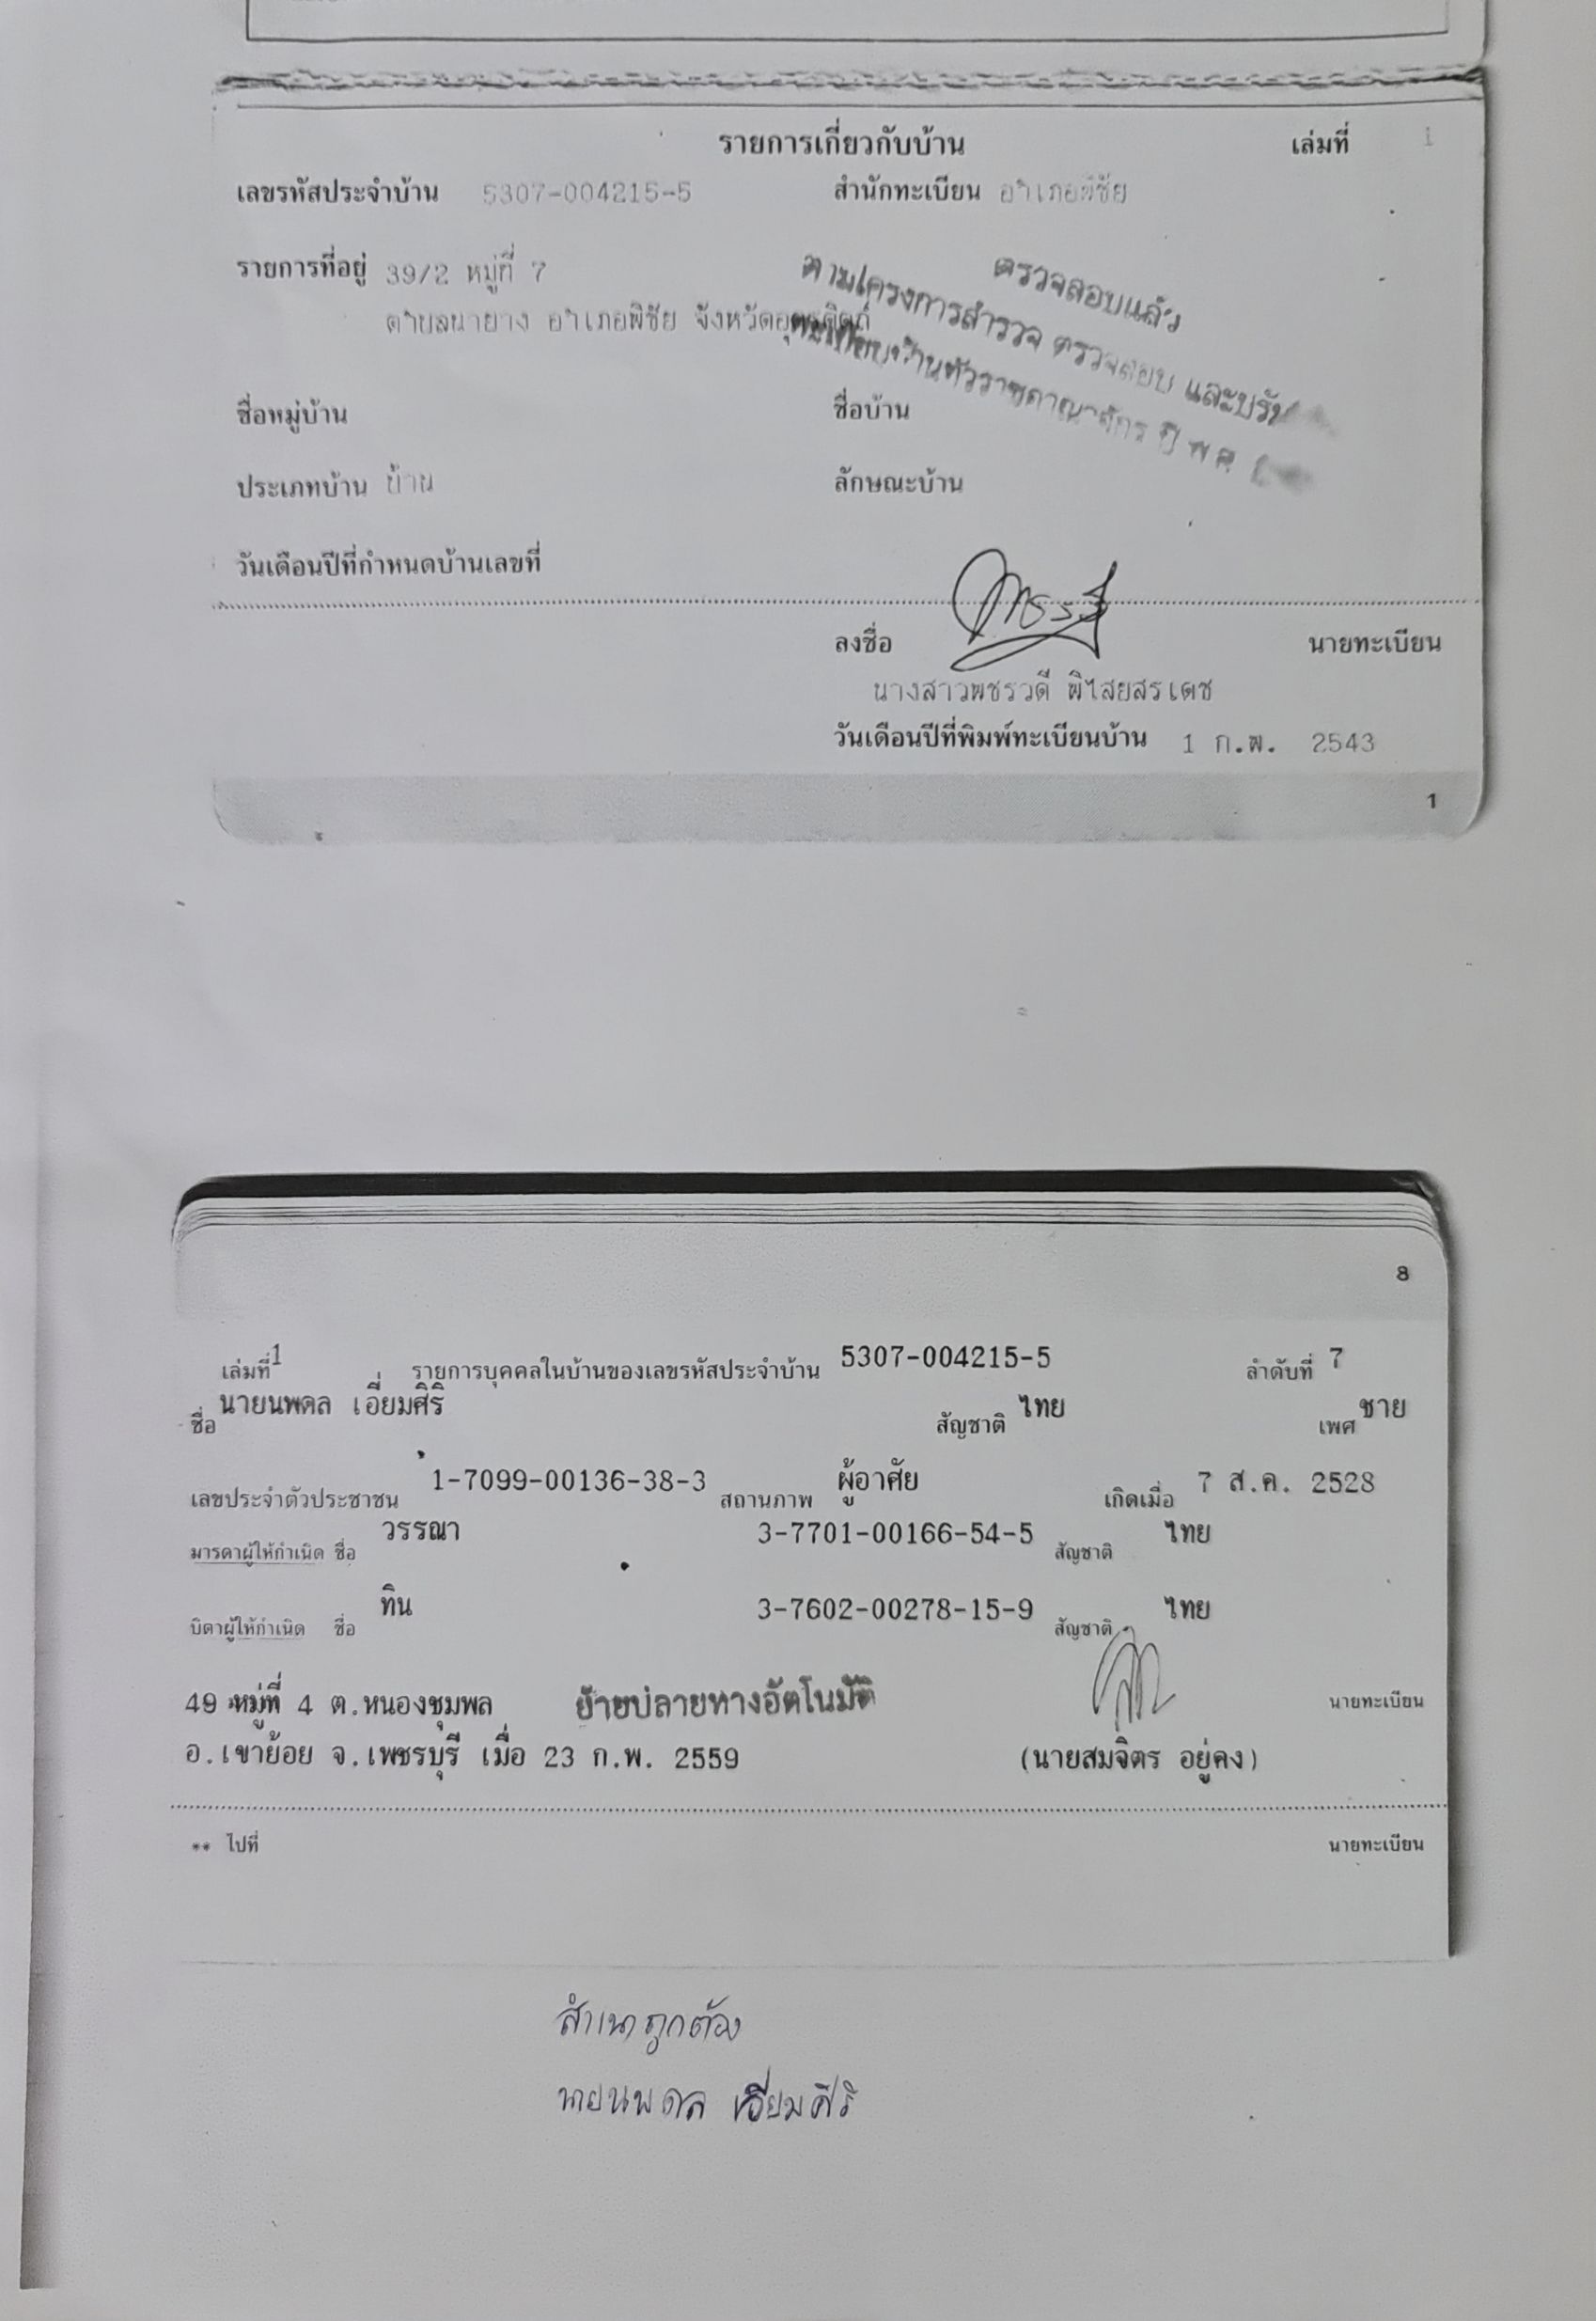 รายการเกี่ยวกับบ้าน เล่มที่ 1
เลขรหัสประจำบ้าน 5307-004215-5 สำนักทะเบียน อำเภอพิชัย
รายการที่อยู่ 39/2 หมู่ที่ 7
ตำบลนายาง อำเภอพิชัย จังหวัดอุตรดิตถ์
ตรวจสอบแล้ว
ตามโครงการสำรวจ ตรวจสอบ และปรับ
ทะเบียนบ้านทั่วราชอาณาจักร ปี พ.ศ.
ชื่อหมู่บ้าน ชื่อบ้าน
ประเภทบ้าน บ้าน ลักษณะบ้าน
วันเดือนปีที่กำหนดบ้านเลขที่
ลงชื่อ นายทะเบียน
นางสาวพชรวดี พิไสยสรเดช
วันเดือนปีที่พิมพ์ทะเบียนบ้าน 1 ก.พ. 2543
1
8
เล่มที่ 1 รายการบุคคลในบ้านของเลขรหัสประจำบ้าน 5307-004215-5 ลำดับที่ 7
ชื่อ นายนพดล เอี่ยมศิริ สัญชาติ ไทย เพศ ชาย
เลขประจำตัวประชาชน 1-7099-00136-38-3 สถานภาพ ผู้อาศัย เกิดเมื่อ 7 ส.ค. 2528
มารดาผู้ให้กำเนิด ชื่อ วรรณา 3-7701-00166-54-5 สัญชาติ ไทย
บิดาผู้ให้กำเนิด ชื่อ ทิน 3-7602-00278-15-9 สัญชาติ ไทย
49 หมู่ที่ 4 ต.หนองชุมพล ย้ายปลายทางอัตโนมัติ นายทะเบียน
อ.เขาย้อย จ.เพชรบุรี เมื่อ 23 ก.พ. 2559 (นายสมจิตร อยู่คง)
** ไปที่ นายทะเบียน
สำเนาถูกต้อง
นายนพดล เอี่ยมศิริ